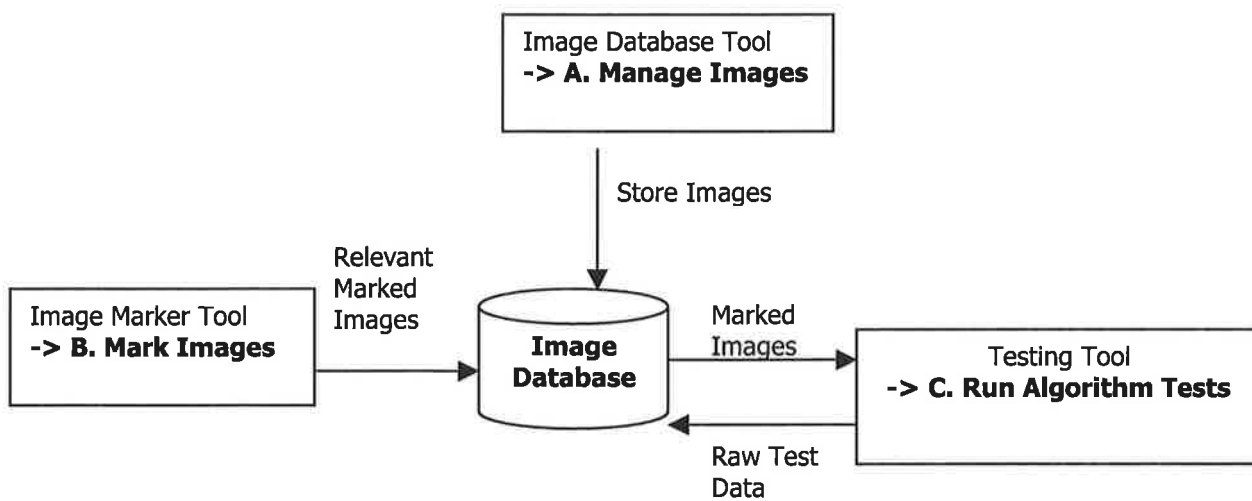 Image Database Tool
-> A. Manage Images
Store Images
Relevant
Marked
Images
Image Marker Tool
-> B. Mark Images
Image
Database
Marked
Images
Testing Tool
-> C. Run Algorithm Tests
Raw Test
Data